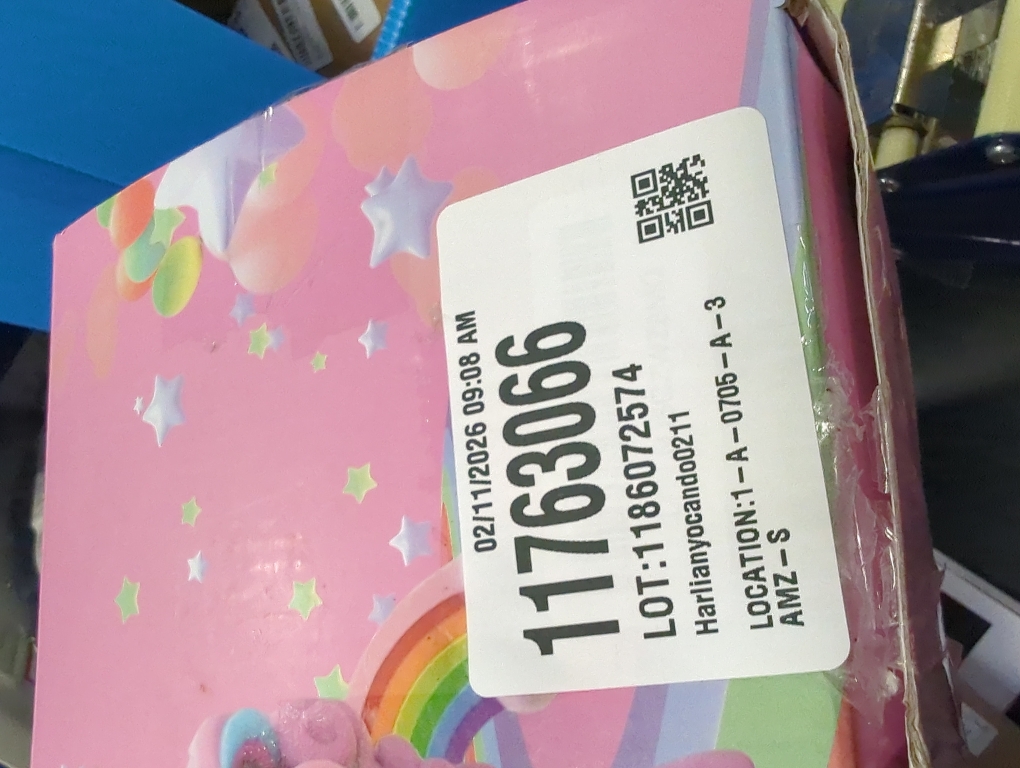 02/11/2026 09:08 AM
11763066
LOT:1186072574
Harlianyocando0211
LOCATION:1-A-0705-A-3
AMZ-S